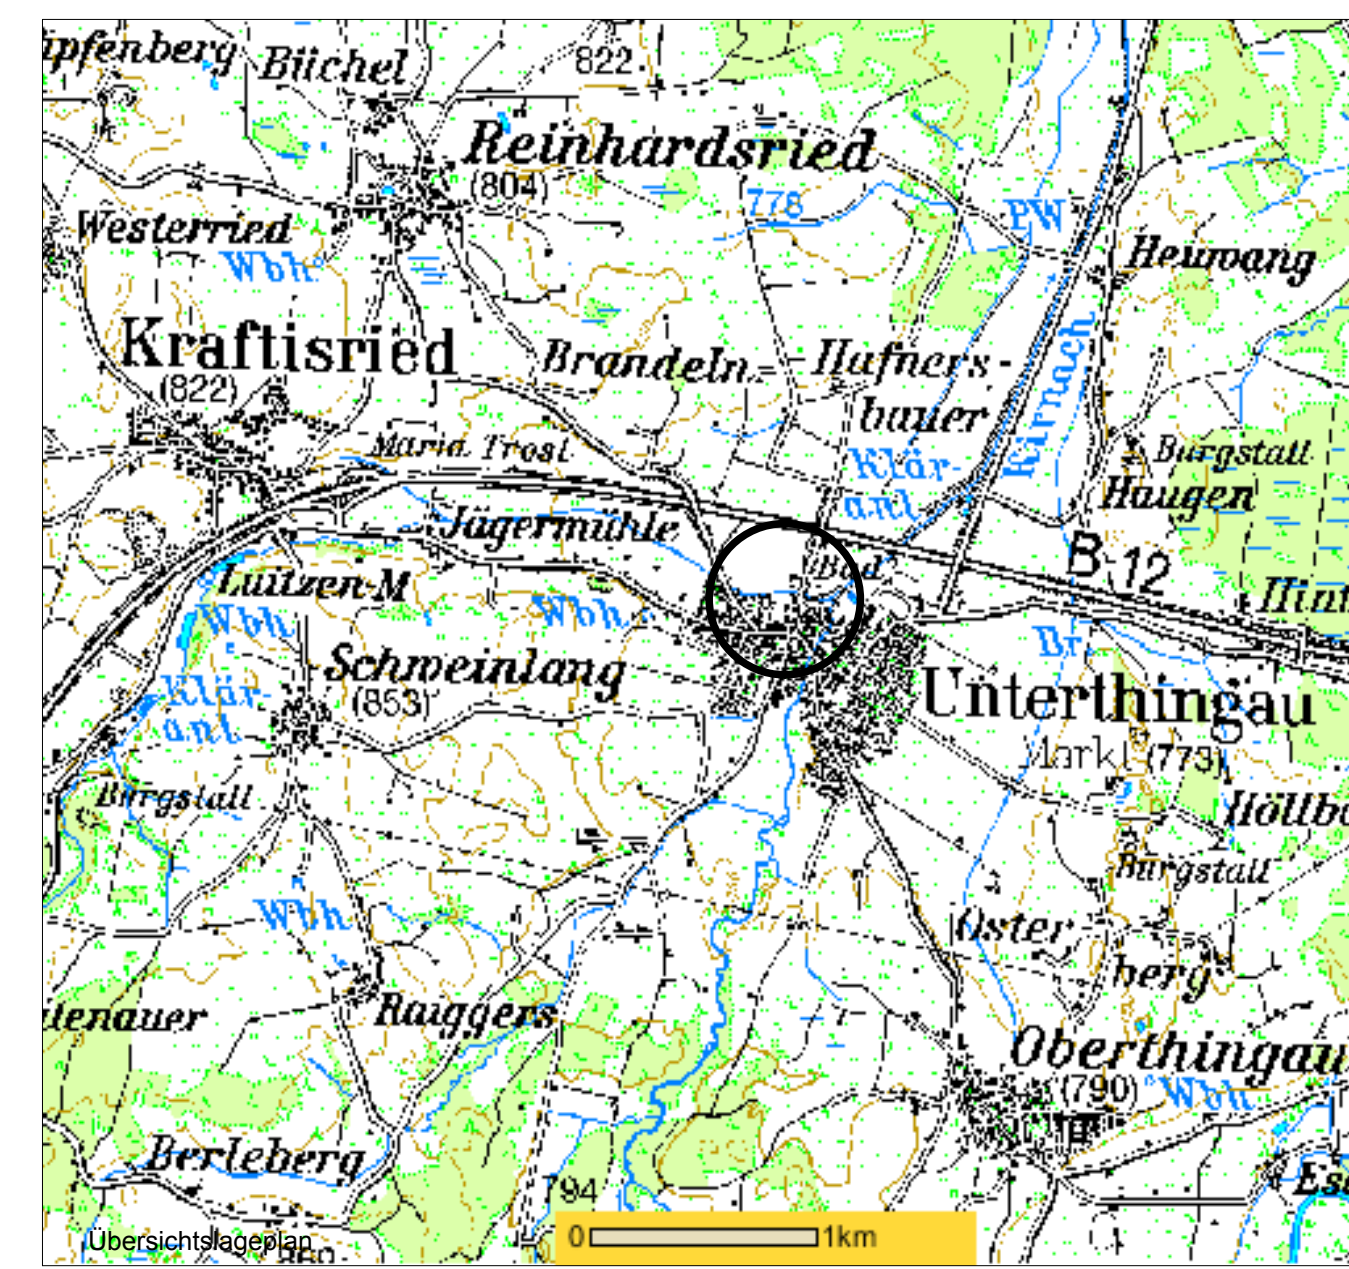 Büchel
822
Reinhardsried
(804)
778
PW
Westerried
Wbh
Heuwang
Kraftisried
(822)
Brandeln
Hafners-
bauer
Kirnach
Maria Trost
Klär-
anl.
Burgstall
Haugen
Jägermühle
B 12
Bad
Luitzen-M
Wbh.
Wbh.
Br.
Schweinlang
(853)
Unterthingau
Markt (773)
Klär-
anl.
Burgstall
Burgstall
Wbh
Oster
berg
Raiggers
Oberthingau
(790)
Wbh
Berleberg
794
Übersichtslageplan
0
1km